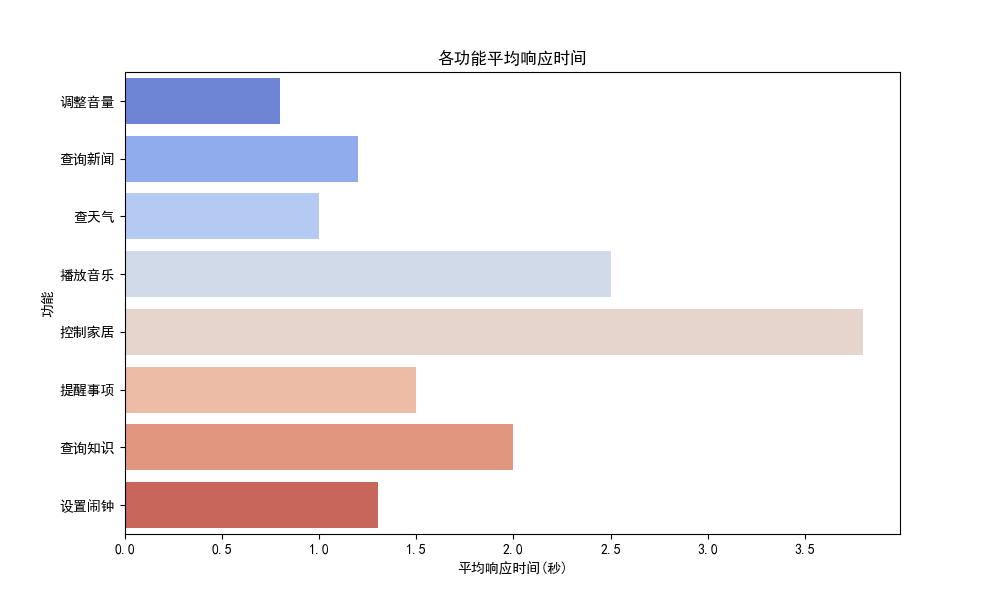 各功能平均响应时间
调整音量
查询新闻
查天气
播放音乐
功能
控制家居
提醒事项
查询知识
设置闹钟
0.0 0.5 1.0 1.5 2.0 2.5 3.0 3.5
平均响应时间(秒)